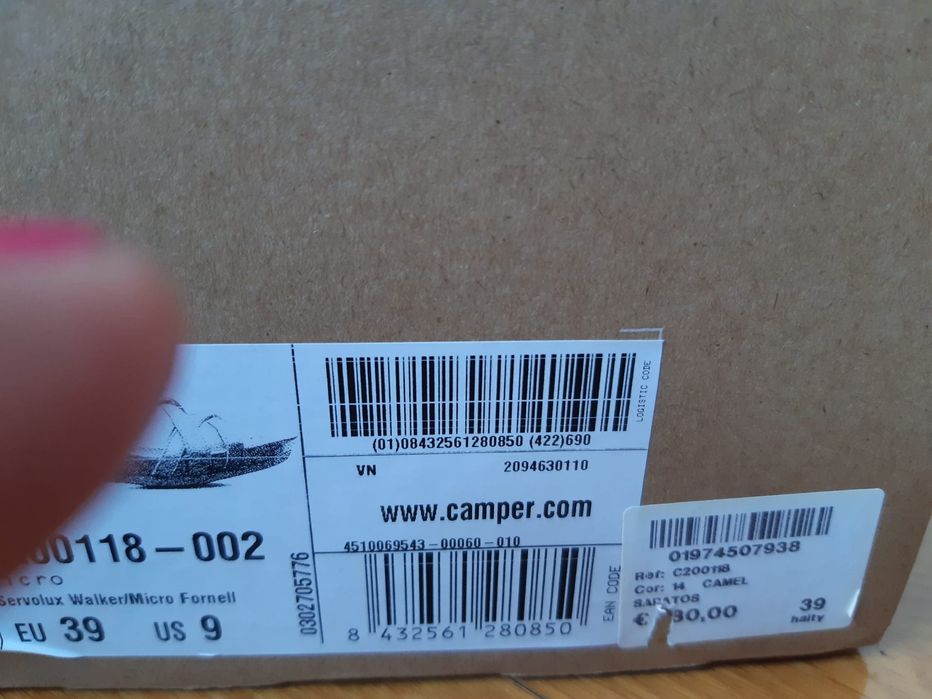 LOGISTIC CODE
(01)08432561280850 (422)690
VN 2094630110
www.camper.com
4510069543-00060-010
00118-002
icro
Servolux Walker/Micro Fornell
EU 39 US 9
0302705776
8 432561 280850
EAN CODE
01974507938
Ref: C200118
Cor: 14 CAMEL
SAPATOS
€ 80,00 39